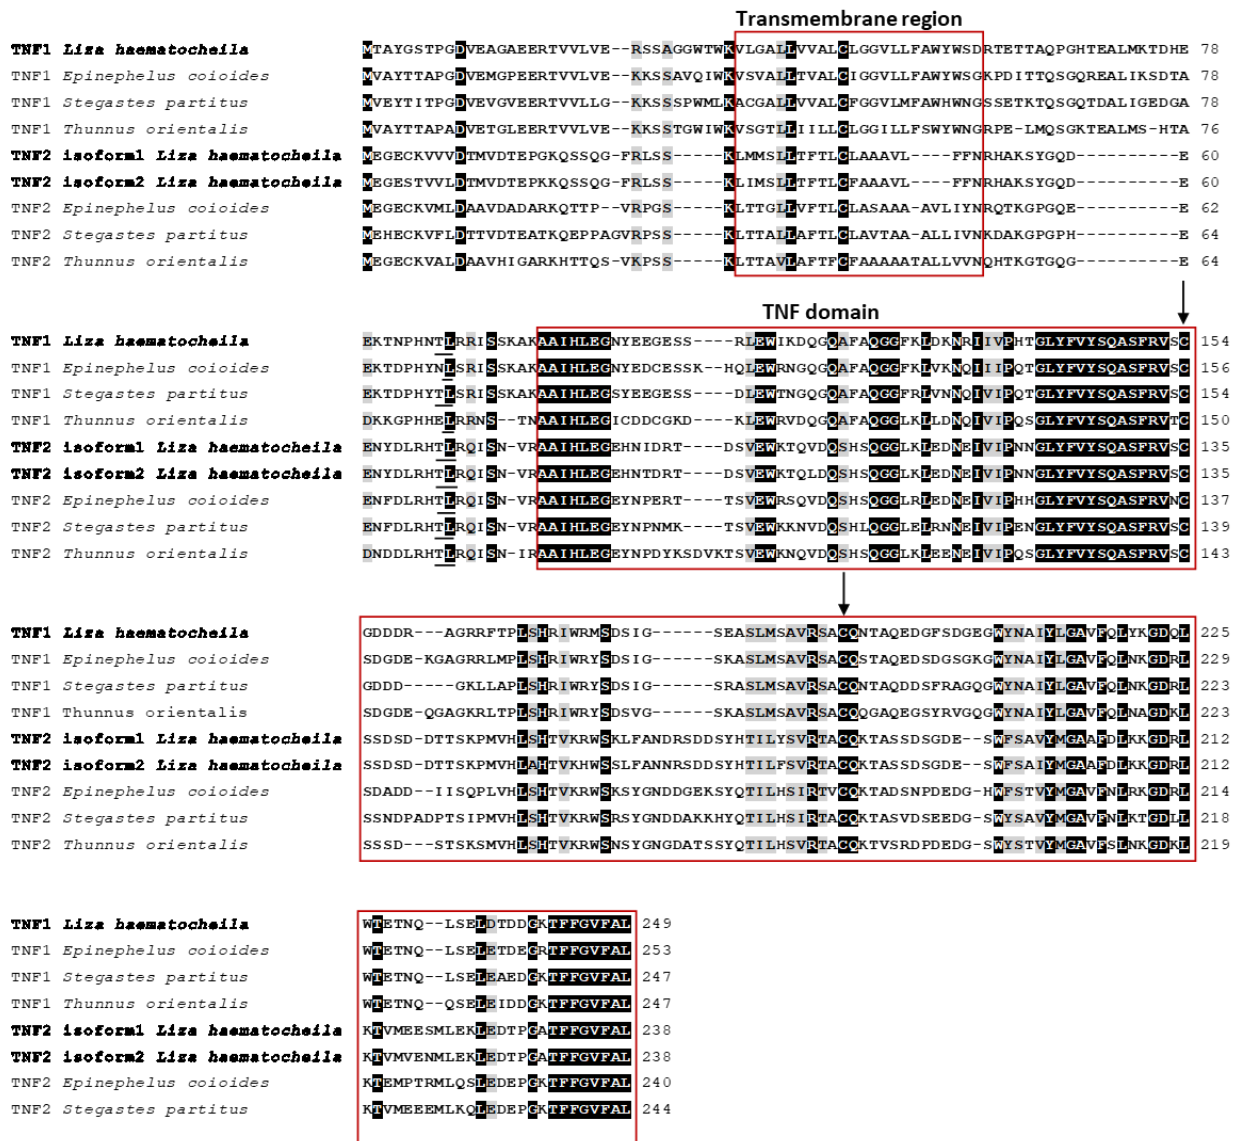 Transmembrane region
TNF1 Liza haematocheila MTAYGSTPGDVEAGAEERTVVLVE--RSSAGGWTWKVLGALLVVALCLGGVLLFAWYWSDRTETTAQPGHTEALMKTDHE 78
TNF1 Epinephelus coioides MVAYTTAPGDVEMGPEERTVVLVE--KKSSAVQIWKVSVALLTVALCIGGVLLFAWYWSGKPDITTQSGQREALIKSDTA 78
TNF1 Stegastes partitus MVEYTITPGDVEVGVEERTVVLLG--KKSSSPWMLKACGALLVVALCFGGVLMFAWHWNGSSETKTQSGQTDALIGEDGA 78
TNF1 Thunnus orientalis MVAYTTAPADVETGLEERTVVLVE--KKSSTGWIWKVSGTLLIILLCLGGILLFSWYWNGRPE-LMQSGKTEALMS-HTA 76
TNF2 isoform1 Liza haematocheila MEGECKVVVDTMVDTEPGKQSSQG-FRLSS-----KLMMSLLTFTLCLAAAVL----FFNRHAKSYGQD----------E 60
TNF2 isoform2 Liza haematocheila MEGESTVVLDTMVDTEPKKQSSQG-FRLSS-----KLIMSLLTFTLCFAAAVL----FFNRHAKSYGQD----------E 60
TNF2 Epinephelus coioides MEGECKVMLDAAVDADARKQTTP--VRPGS-----KLTTGLLVFTLCLASAAA-AVLIYNRQTKGPGQE----------E 62
TNF2 Stegastes partitus MEHECKVFLDTTVDTEATKQEPPAGVRPSS-----KLTTALLAFTLCLAVTAA-ALLIVNKDAKGPGPH----------E 64
TNF2 Thunnus orientalis MEGECKVALDAAVHIGARKHTTQS-VKPSS-----KLTTAVLAFTFCFAAAAATALLVVNQHTKGTGQG----------E 64
TNF domain
TNF1 Liza haematocheila EKTNPHNTLRRISSKAKAAIHLEGNYEEGESS----RLEWIKDQGQAFAQGGFKLDKNRIIVPHTGLYFVYSQASFRVSC 154
TNF1 Epinephelus coioides EKTDPHYNLSRISSKAKAAIHLEGNYEDCESSK--HQLEWRNGQGQAFAQGGFKLVKNQIIIPQTGLYFVYSQASFRVSC 156
TNF1 Stegastes partitus EKTDPHYTLSRISSKAKAAIHLEGSYEEGESS----DLEWTNGQGQAFAQGGFRLVNNQIVIPQTGLYFVYSQASFRVSC 154
TNF1 Thunnus orientalis DKKGPHHELRRNS--TNAAIHLEGICDDCGKD----KLEWRVDQGQAFAQGGLKLLDNQIVIPQSGLYFVYSQASFRVTC 150
TNF2 isoform1 Liza haematocheila ENYDLRHTLRQISN-VRAAIHLEGEHNIDRT----DSVEWKTQVDQSHSQGGLKLEDNEIVIPNNGLYFVYSQASFRVSC 135
TNF2 isoform2 Liza haematocheila ENYDLRHTLRQISN-VRAAIHLEGEHNTDRT----DSVEWKTQLDQSHSQGGLKLEDNEIVIPNNGLYFVYSQASFRVSC 135
TNF2 Epinephelus coioides ENFDLRHTLRQISN-VRAAIHLEGEYNPERT----TSVEWRSQVDQSHSQGGLRLEDNEIVIPHHGLYFVYSQASFRVNC 137
TNF2 Stegastes partitus ENFDLRHTLRQISN-VRAAIHLEGEYNPNMK----TSVEWKKNVDQSHLQGGLELRNNEIVIPENGLYFVYSQASFRVSC 139
TNF2 Thunnus orientalis DNDDLRHTLRQISN-IRAAIHLEGEYNPDYKSDVKTSVEWKNQVDQSHSQGGLKLEENEIVIPQSGLYFVYSQASFRVSC 143
TNF1 Liza haematocheila GDDDR---AGRRFTPLSHRIWRMSDSIG------SEASLMSAVRSACQNTAQEDGFSDGEGWYNAIYLGAVFQLYKGDQL 225
TNF1 Epinephelus coioides SDGDE-KGAGRRLMPLSHRIWRYSDSIG------SKASLMSAVRSACQSTAQEDSDGSGKGWYNAIYLGAVFQLNKGDRL 229
TNF1 Stegastes partitus GDDD-----GKLLAPLSHRIWRYSDSIG------SRASLMSAVRSACQNTAQDDSFRAGQGWYNAIYLGAVFQLNKGDRL 223
TNF1 Thunnus orientalis SDGDE-QGAGKRLTPLSHRIWRYSDSVG------SKASLMSAVRSACQQGAQEGSYRVGQGWYNAIYLGAVFQLNAGDKL 223
TNF2 isoform1 Liza haematocheila SSDSD-DTTSKPMVHLSHTVKRWSKLFANDRSDDSYHTILYSVRTACQKTASSDSGDE--SWFSAVYMGAAFDLKKGDRL 212
TNF2 isoform2 Liza haematocheila SSDSD-DTTSKPMVHLAHTVKHWSSLFANNRSDDSYHTILFSVRTACQKTASSDSGDE--SWFSAIYMGAAFDLKKGDRL 212
TNF2 Epinephelus coioides SDADD--IISQPLVHLSHTVKRWSKSYGNDDGEKSYQTILHSIRTVCQKTADSNPDEDG-HWFSTVYMGAVFNLRKGDRL 214
TNF2 Stegastes partitus SSNDPADPTSIPMVHLSHTVKRWSRSYGNDDAKKHYQTILHSIRTACQKTASVDSEEDG-SWYSAVYMGAVFNLKTGDLL 218
TNF2 Thunnus orientalis SSSD---STSKSMVHLSHTVKRWSNSYGNGDATSSYQTILHSVRTACQKTVSRDPDEDG-SWYSTVYMGAVFSLNKGDKL 219
TNF1 Liza haematocheila WTETNQ--LSELDTDDGKTFFGVFAL 249
TNF1 Epinephelus coioides WTETNQ--LSELETDEGRTFFGVFAL 253
TNF1 Stegastes partitus WTETNQ--LSELEAEDGKTFFGVFAL 247
TNF1 Thunnus orientalis WTETNQ--QSELEIDDGKTFFGVFAL 247
TNF2 isoform1 Liza haematocheila KTVMEESMLEKLEDTPGATFFGVFAL 238
TNF2 isoform2 Liza haematocheila KTVMVENMLEKLEDTPGATFFGVFAL 238
TNF2 Epinephelus coioides KTEMPTRMLQSLEDEPGKTFFGVFAL 240
TNF2 Stegastes partitus KTVMEEEMLKQLEDEPGKTFFGVFAL 244